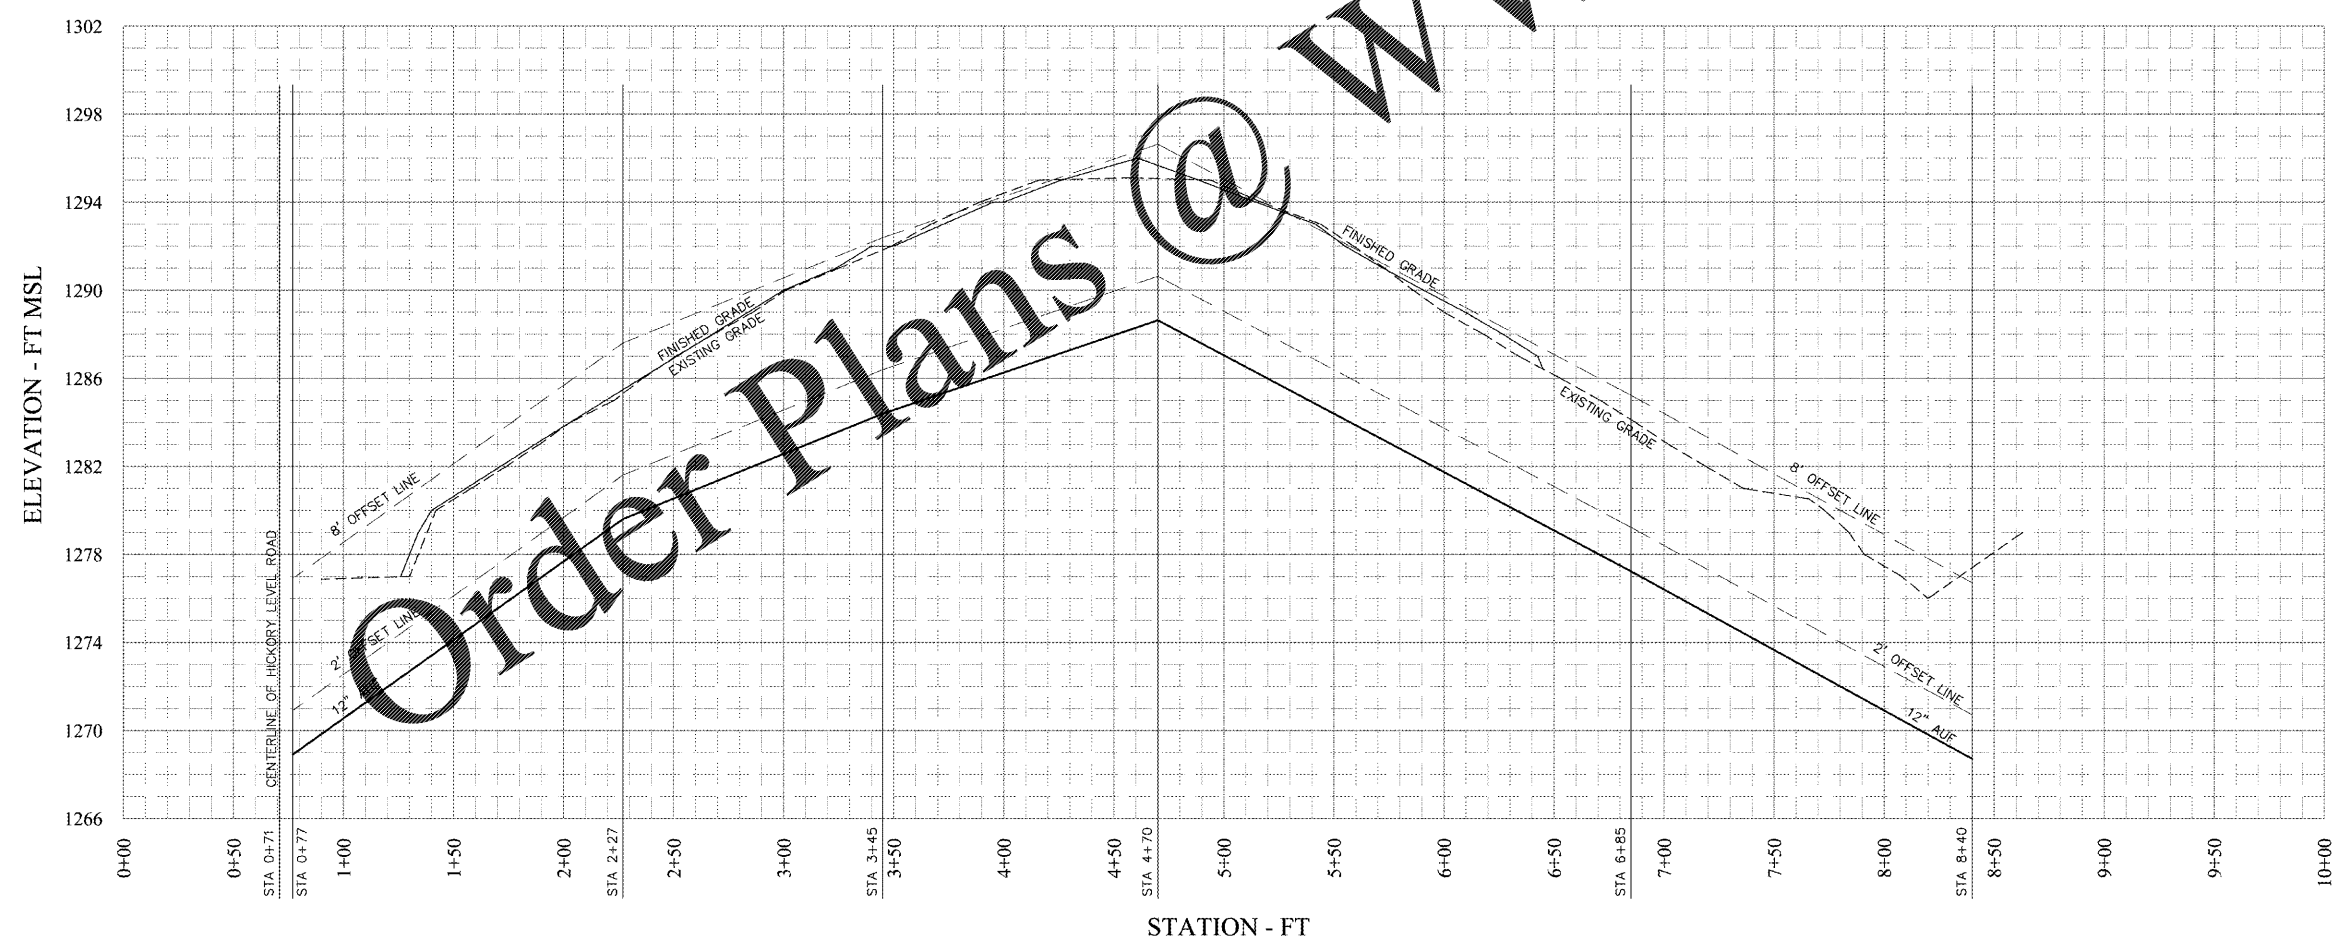 1302
1298
1294
1290
1286
1282
1278
1274
1270
1266
ELEVATION - FT MSL
Order Plans @
FINISHED GRADE
EXISTING GRADE
8' OFFSET LINE
2' OFFSET LINE
12"
CENTERLINE OF HICKORY LEVEL ROAD
FINISHED GRADE
EXISTING GRADE
8' OFFSET LINE
2' OFFSET LINE
12" AUF
0+00
0+50
STA 0+71
STA 0+77
1+00
1+50
2+00
STA 2+27
2+50
3+00
STA 3+45
3+50
4+00
4+50
STA 4+70
5+00
5+50
6+00
6+50
STA 6+85
7+00
7+50
8+00
STA 8+40
8+50
9+00
9+50
10+00
STATION - FT